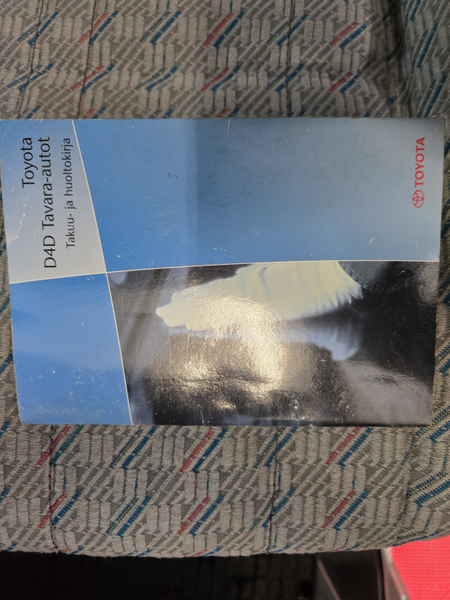 Toyota
D4D Tavara-autot
Takuu- ja huoltokirja
TOYOTA